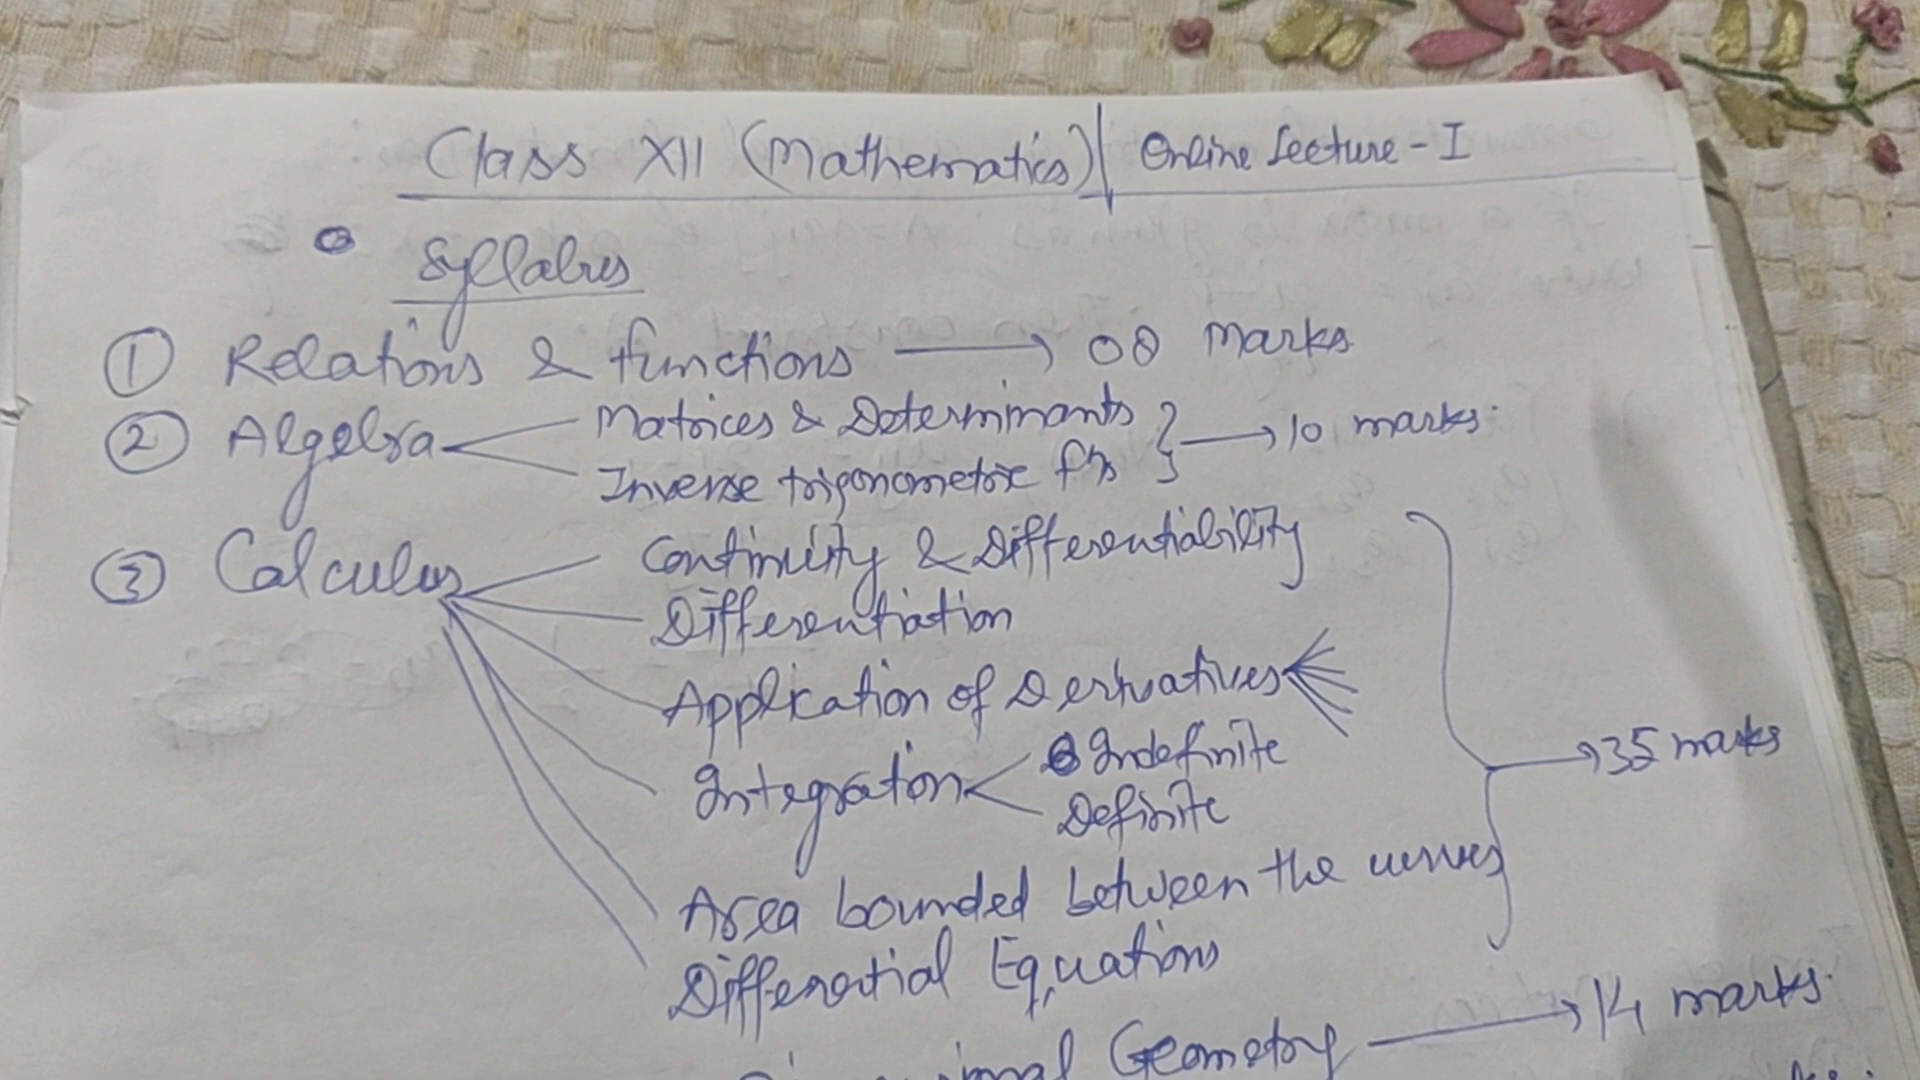 Class XII (Mathematics) | Online Lecture - I
Syllabus
① Relations & functions → 08 marks
② Algebra Matrices & Determinants } → 10 marks.
Inverse trigonometric fns
③ Calculus Continuity & Differentiability
Differentiation
Application of Derivatives
Integration Indefinite
Definite → 35 marks
Area bounded between the curves
Differential Equations
Geometry → 14 marks.